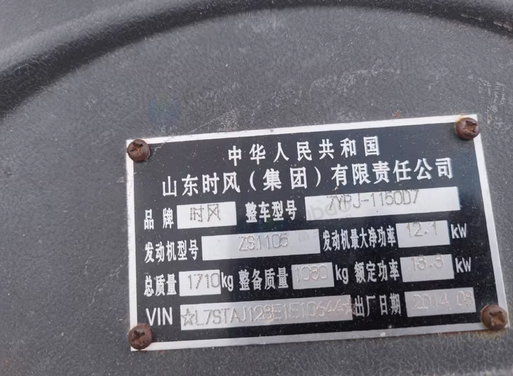 中华人民共和国
山东时风（集团）有限责任公司
品牌 时风 整车型号 7YPJ-1150D7
发动机型号 ZS1105 发动机最大净功率 12.1 kW
总质量 1710kg 整备质量 1080kg 额定功率 kW
VIN 出厂日期